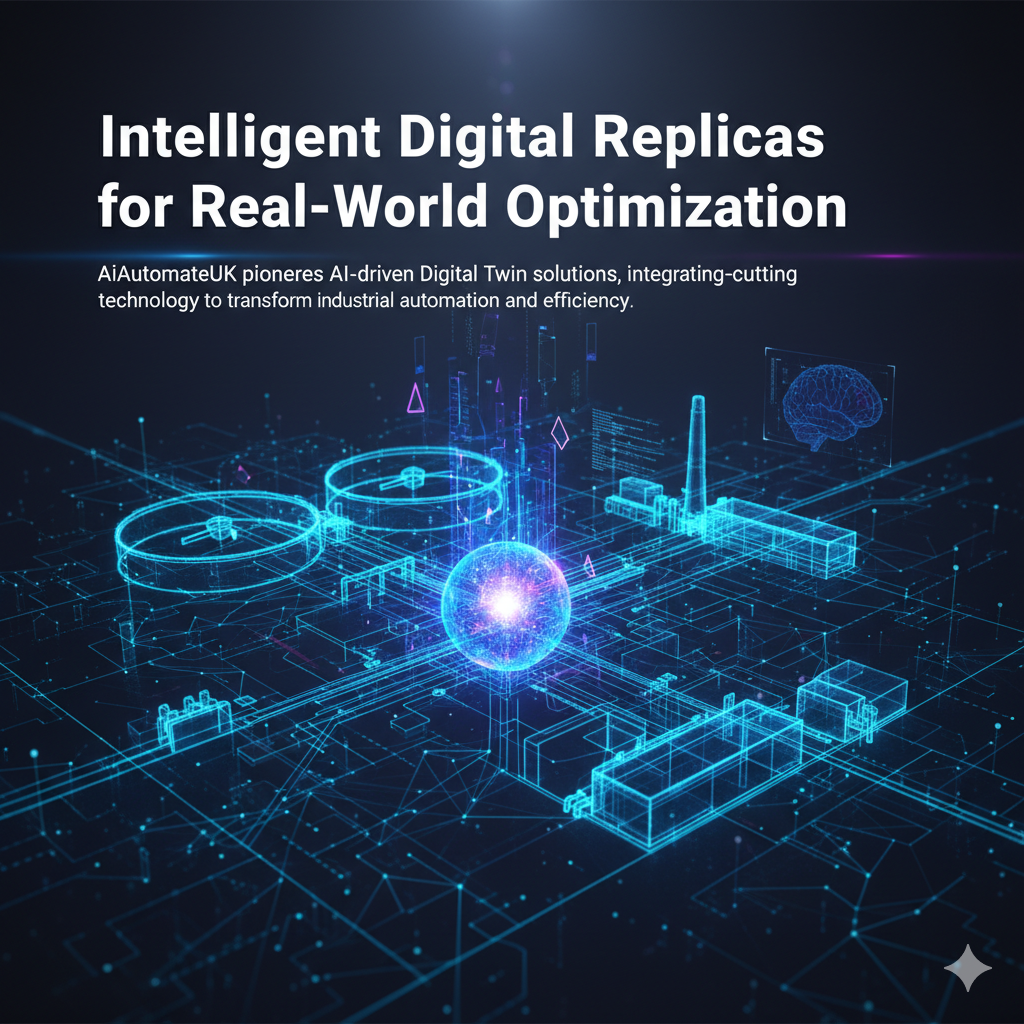 Intelligent Digital Replicas
for Real-World Optimization
AiAutomateUK pioneres AI-driven Digital Twin solutions, integrating-cutting
technology to transform industrial automation and efficiency.